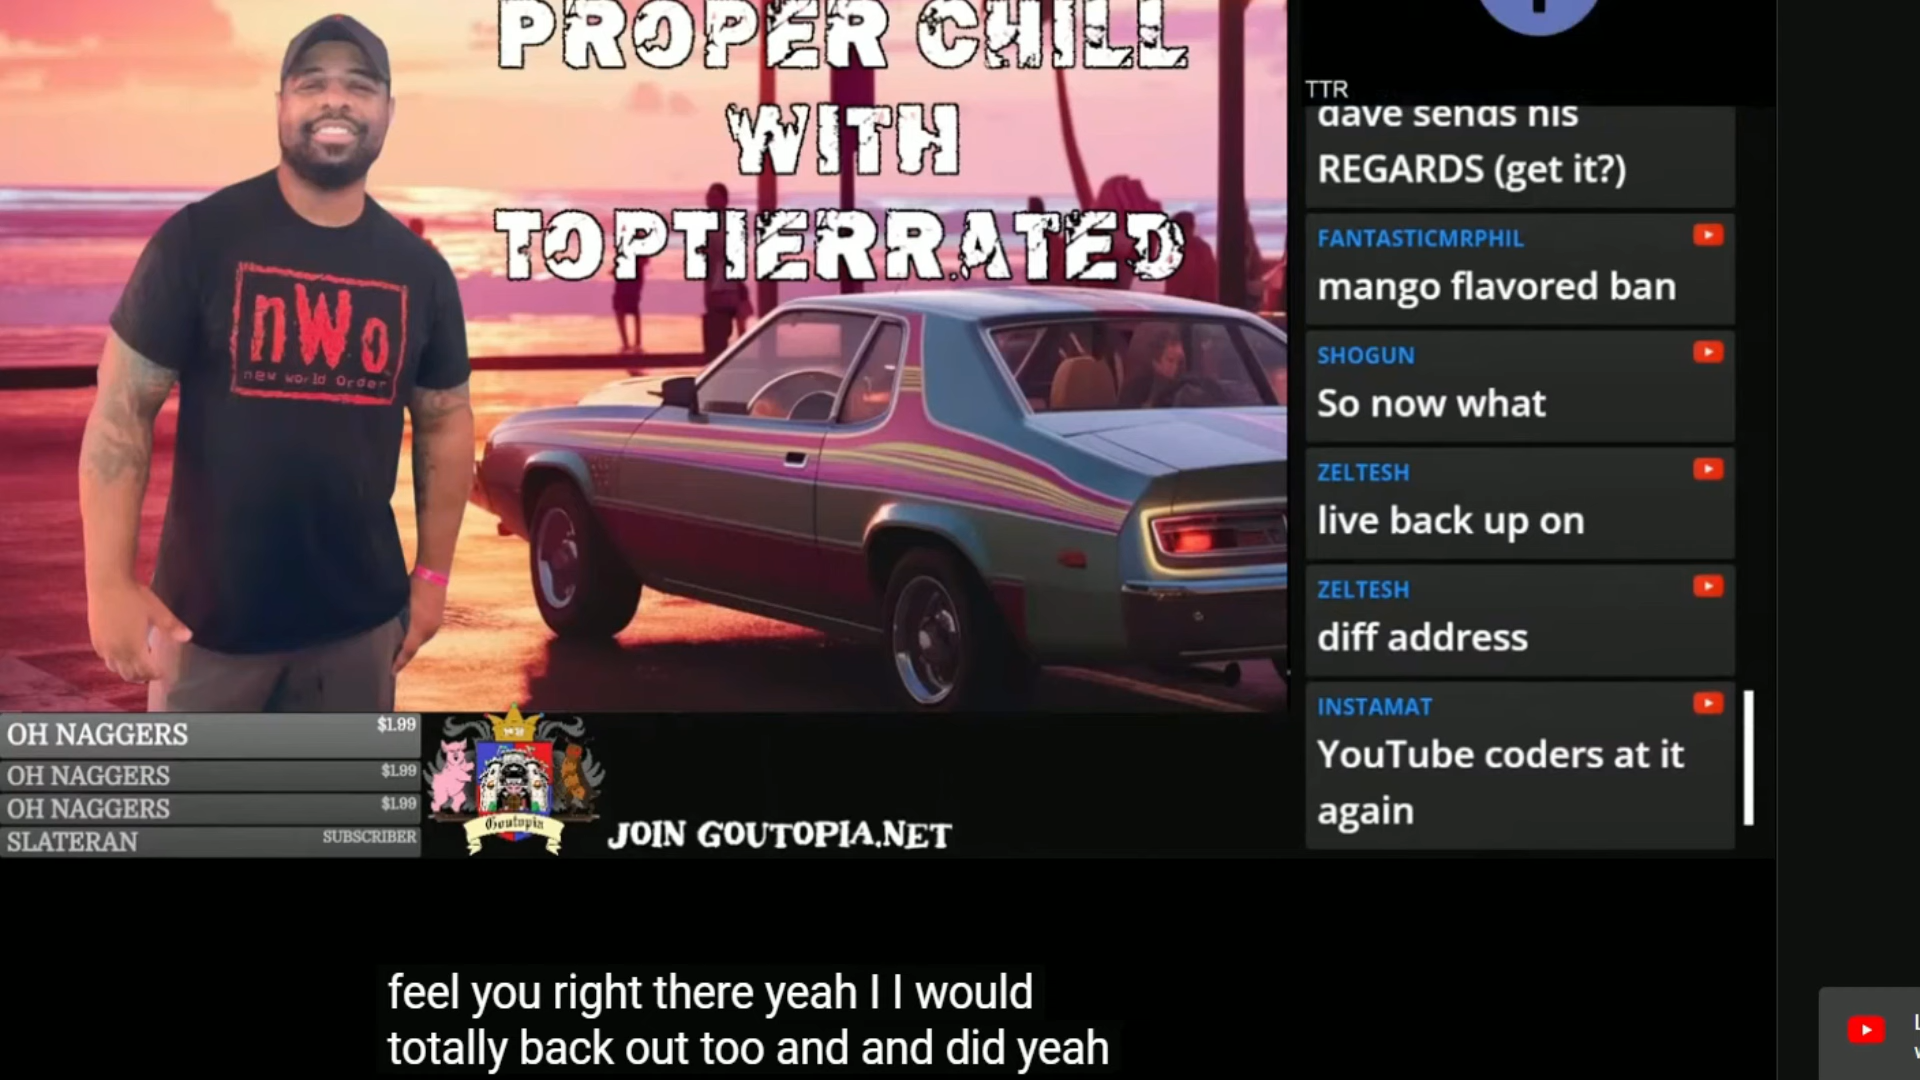 PROPER CHILL
WITH
TOPTIERRATED
nWo
new world order
TTR
dave sends his
REGARDS (get it?)
FANTASTICMRPHIL
mango flavored ban
SHOGUN
So now what
ZELTESH
live back up on
ZELTESH
diff address
INSTAMAT
YouTube coders at it
again
OH NAGGERS $1.99
OH NAGGERS $1.99
OH NAGGERS $1.99
SLATERAN SUBSCRIBER
Goutopia
JOIN GOUTOPIA.NET
feel you right there yeah I I would
totally back out too and and did yeah